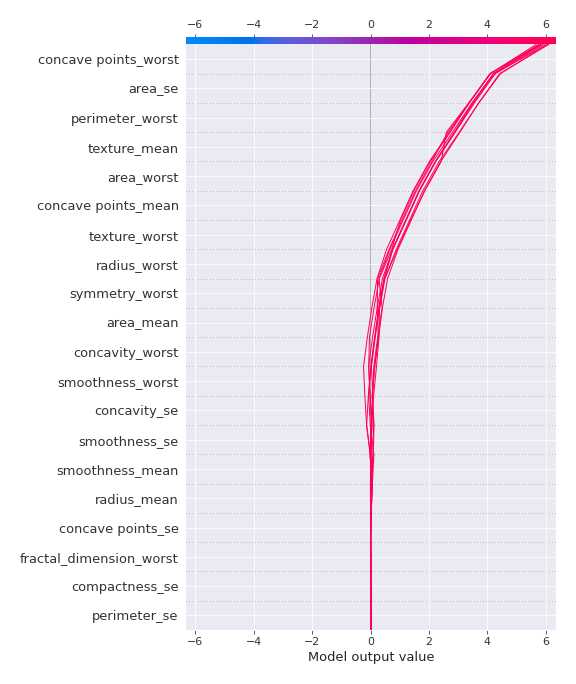 −6 −4 −2 0 2 4 6
concave points_worst
area_se
perimeter_worst
texture_mean
area_worst
concave points_mean
texture_worst
radius_worst
symmetry_worst
area_mean
concavity_worst
smoothness_worst
concavity_se
smoothness_se
smoothness_mean
radius_mean
concave points_se
fractal_dimension_worst
compactness_se
perimeter_se
−6 −4 −2 0 2 4 6
Model output value